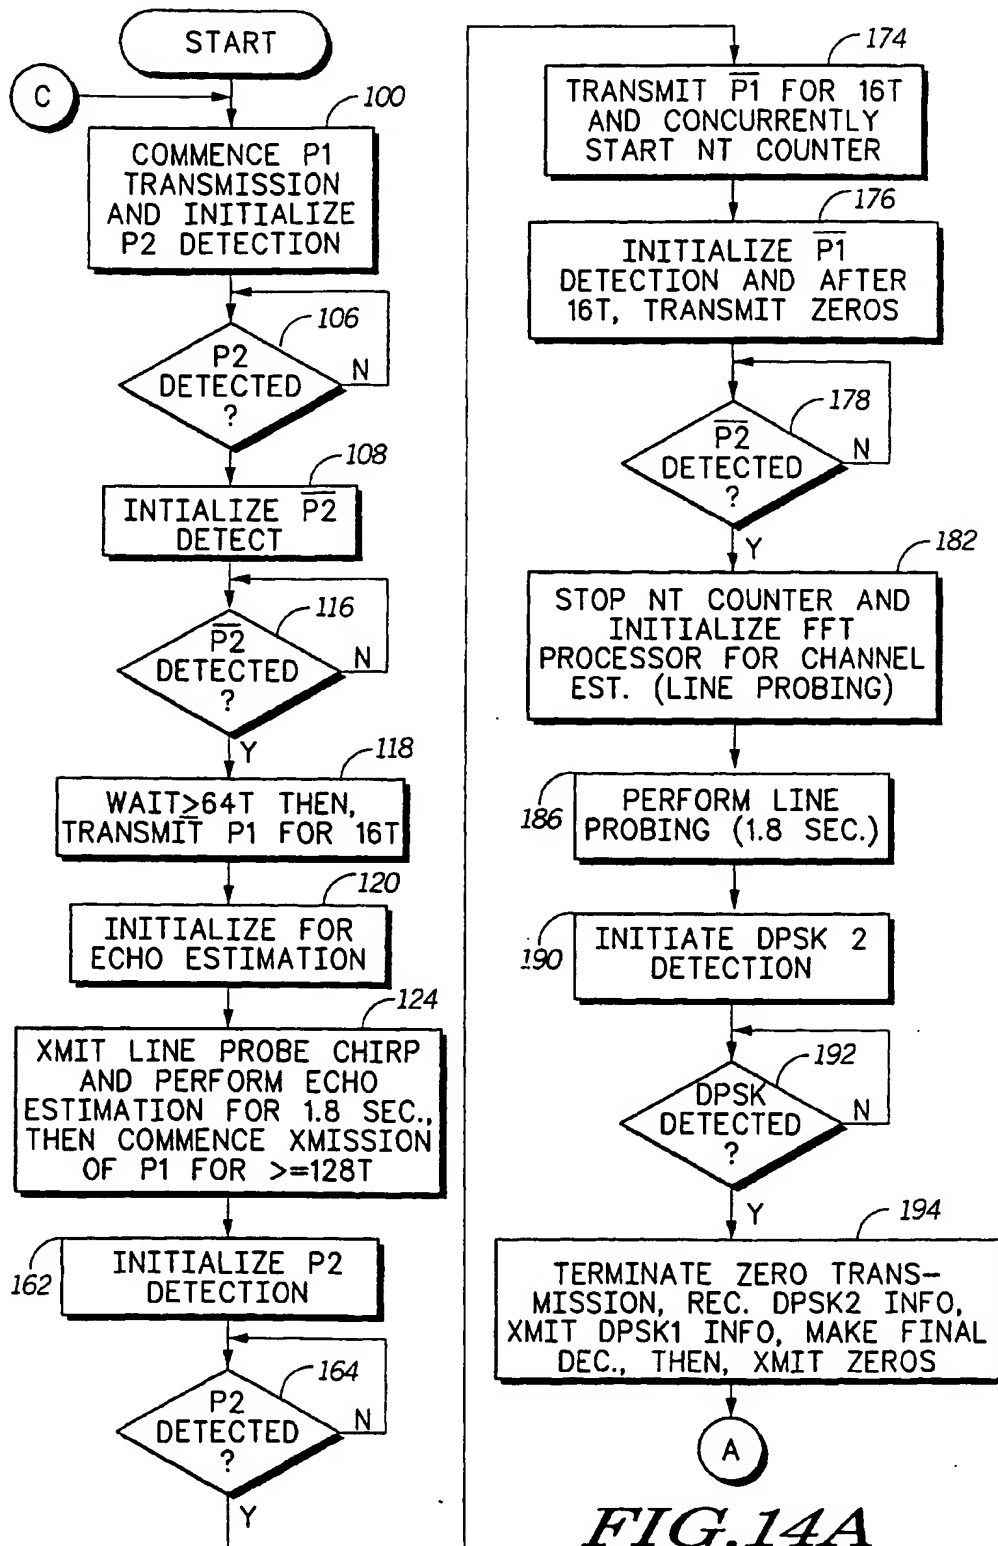 START
C
100
COMMENCE P1
TRANSMISSION
AND INITIALIZE
P2 DETECTION
106
P2
DETECTED
?
N
108
INTIALIZE P̅2̅
DETECT
116
P̅2̅
DETECTED
?
N
Y
118
WAIT≥64T THEN,
TRANSMIT P1 FOR 16T
120
INITIALIZE FOR
ECHO ESTIMATION
124
XMIT LINE PROBE CHIRP
AND PERFORM ECHO
ESTIMATION FOR 1.8 SEC.,
THEN COMMENCE XMISSION
OF P1 FOR >=128T
162
INITIALIZE P2
DETECTION
164
P2
DETECTED
?
N
Y
174
TRANSMIT P̅1̅ FOR 16T
AND CONCURRENTLY
START NT COUNTER
176
INITIALIZE P̅1̅
DETECTION AND AFTER
16T, TRANSMIT ZEROS
178
P̅2̅
DETECTED
?
N
Y
182
STOP NT COUNTER AND
INITIALIZE FFT
PROCESSOR FOR CHANNEL
EST. (LINE PROBING)
186
PERFORM LINE
PROBING (1.8 SEC.)
190
INITIATE DPSK 2
DETECTION
192
DPSK
DETECTED
?
N
Y
194
TERMINATE ZERO TRANS–
MISSION, REC. DPSK2 INFO,
XMIT DPSK1 INFO, MAKE FINAL
DEC., THEN, XMIT ZEROS
A
FIG.14A